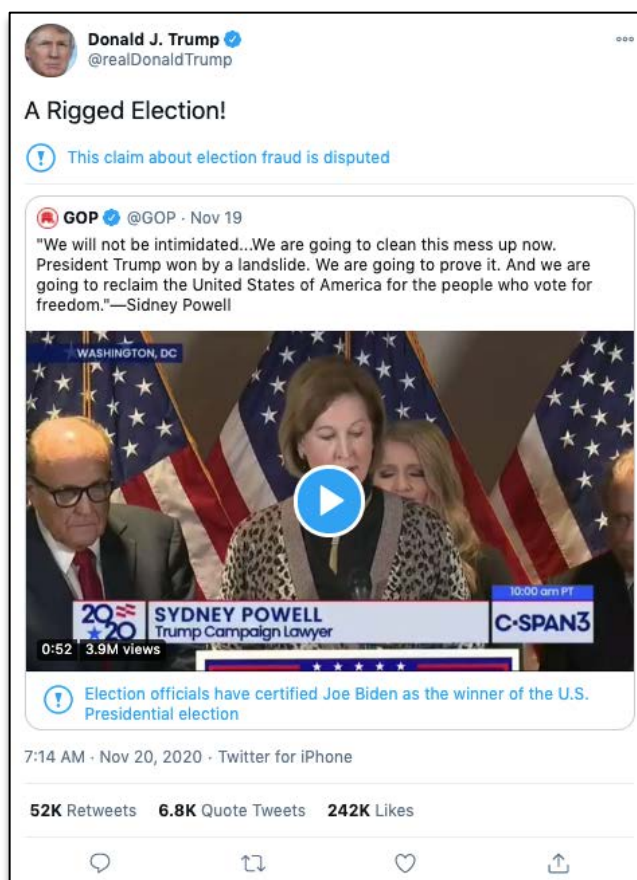 Donald J. Trump
@realDonaldTrump
A Rigged Election!
This claim about election fraud is disputed
GOP @GOP · Nov 19
"We will not be intimidated...We are going to clean this mess up now.
President Trump won by a landslide. We are going to prove it. And we are
going to reclaim the United States of America for the people who vote for
freedom."—Sidney Powell
WASHINGTON, DC
10:00 am PT
2020
SYDNEY POWELL
Trump Campaign Lawyer
C-SPAN3
0:52 3.9M views
Election officials have certified Joe Biden as the winner of the U.S.
Presidential election
7:14 AM · Nov 20, 2020 · Twitter for iPhone
52K Retweets 6.8K Quote Tweets 242K Likes